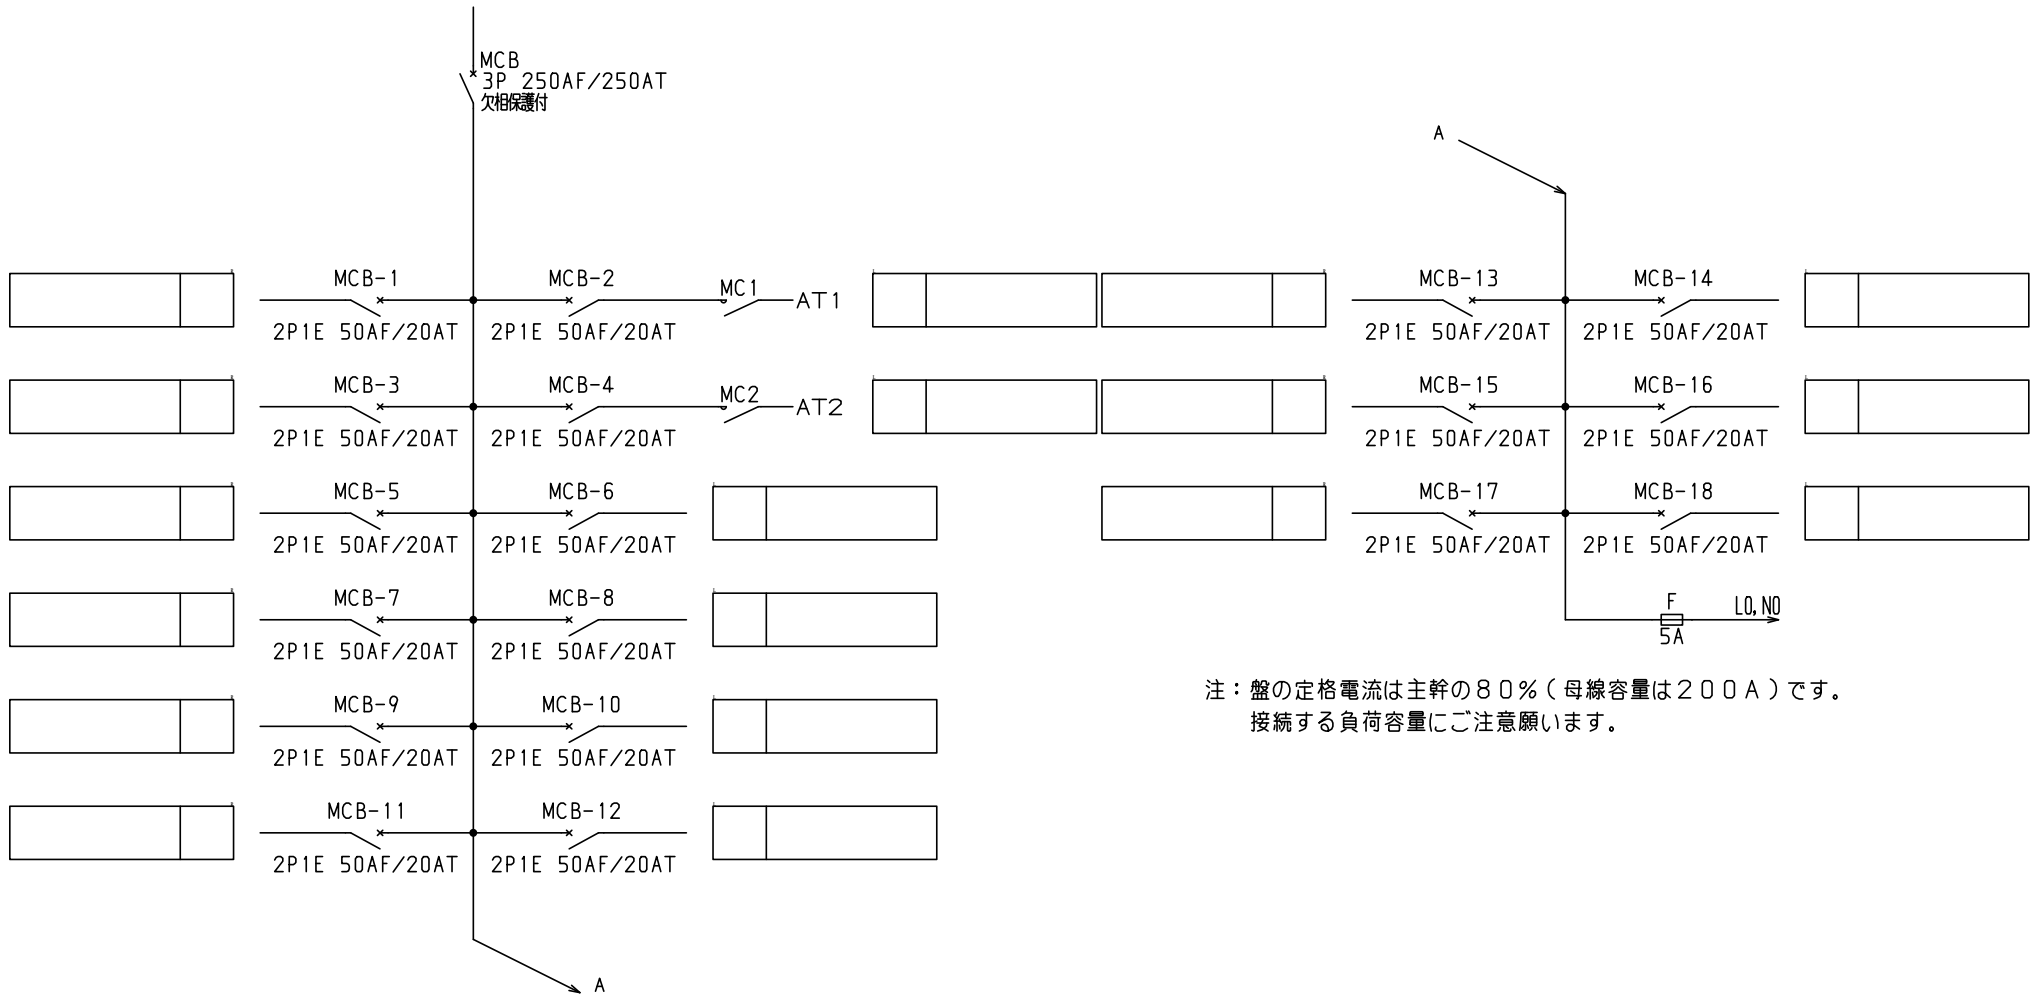 MCB
3P 250AF/250AT
欠相保護付
A
MCB-1
MCB-2
MC1
AT1
2P1E 50AF/20AT
2P1E 50AF/20AT
MCB-3
MCB-4
MC2
AT2
2P1E 50AF/20AT
2P1E 50AF/20AT
MCB-5
MCB-6
2P1E 50AF/20AT
2P1E 50AF/20AT
MCB-7
MCB-8
2P1E 50AF/20AT
2P1E 50AF/20AT
MCB-9
MCB-10
2P1E 50AF/20AT
2P1E 50AF/20AT
MCB-11
MCB-12
2P1E 50AF/20AT
2P1E 50AF/20AT
A
MCB-13
MCB-14
2P1E 50AF/20AT
2P1E 50AF/20AT
MCB-15
MCB-16
2P1E 50AF/20AT
2P1E 50AF/20AT
MCB-17
MCB-18
2P1E 50AF/20AT
2P1E 50AF/20AT
F
L0,N0
5A
注：盤の定格電流は主幹の８０％（母線容量は２００Ａ）です。
接続する負荷容量にご注意願います。